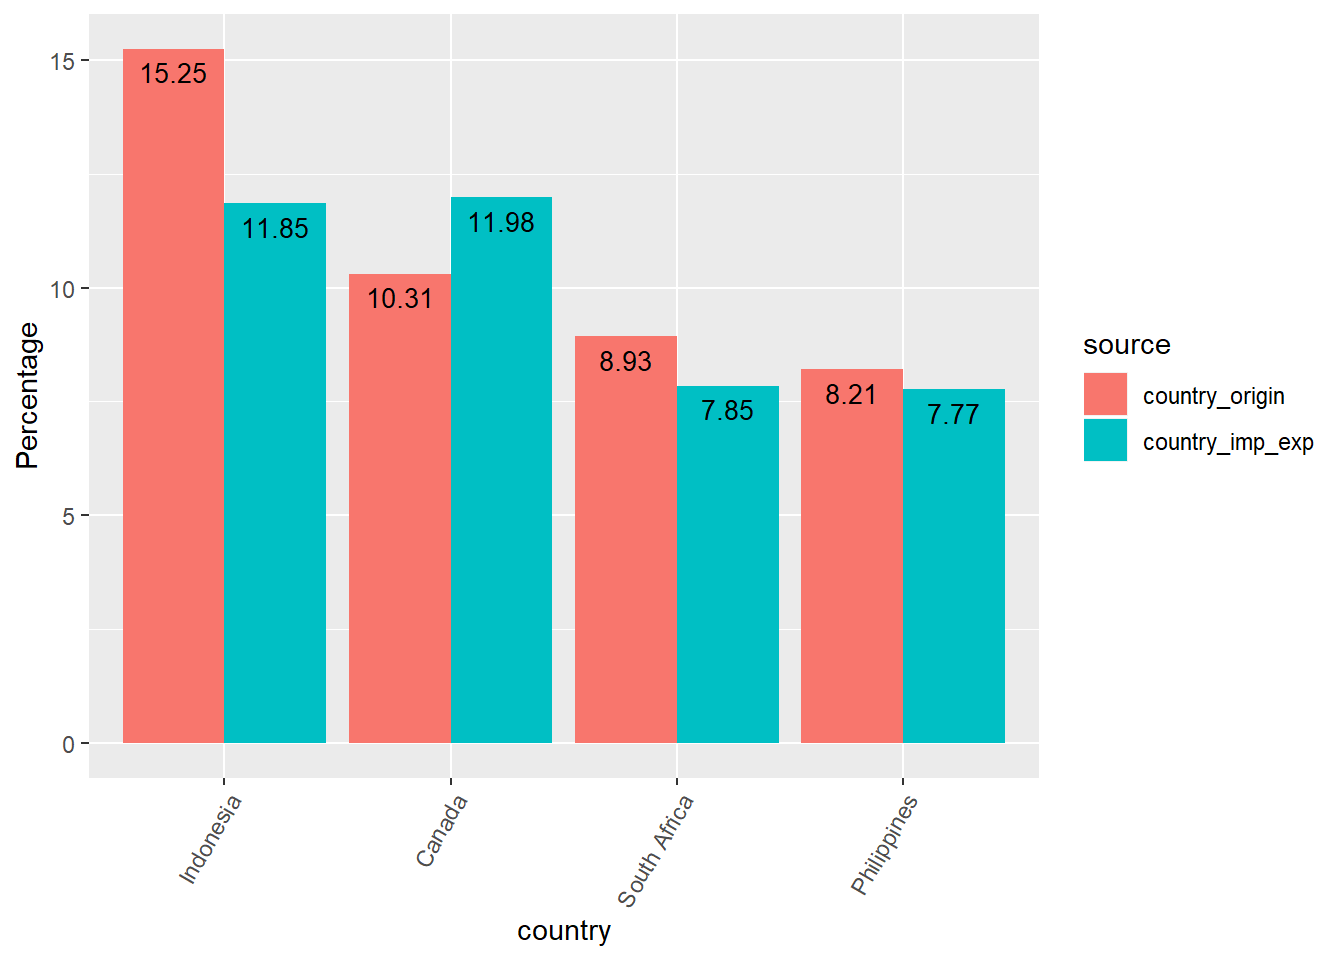 Percentage
15
10
5
0
15.25
11.85
10.31
11.98
8.93
7.85
8.21
7.77
Indonesia
Canada
South Africa
Philippines
country
source
country_origin
country_imp_exp